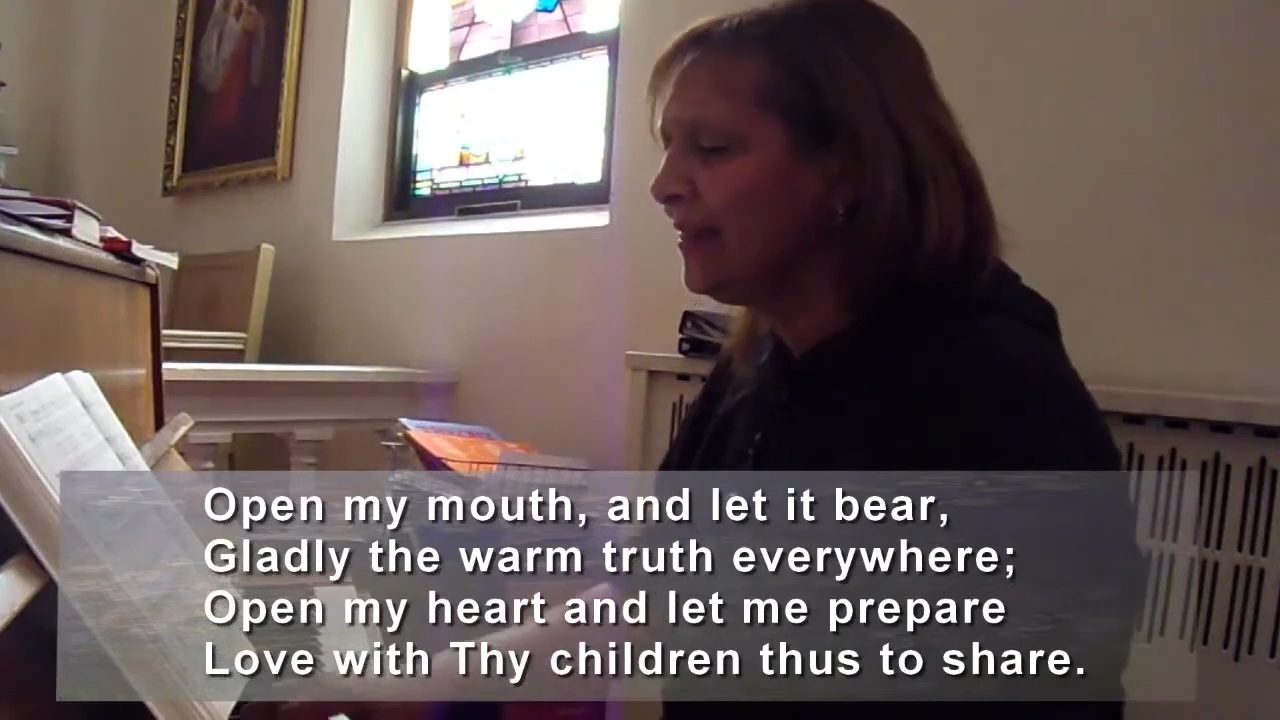 Open my mouth, and let it bear,
Gladly the warm truth everywhere;
Open my heart and let me prepare
Love with Thy children thus to share.